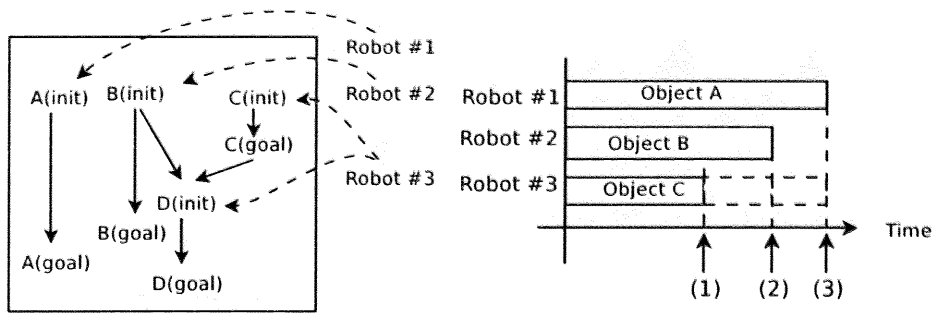 Robot #1
A(init) B(init) C(init)
Robot #2
C(goal)
Robot #3
D(init)
B(goal)
A(goal)
D(goal)
Robot #1 Object A
Robot #2 Object B
Robot #3 Object C
Time
(1) (2) (3)